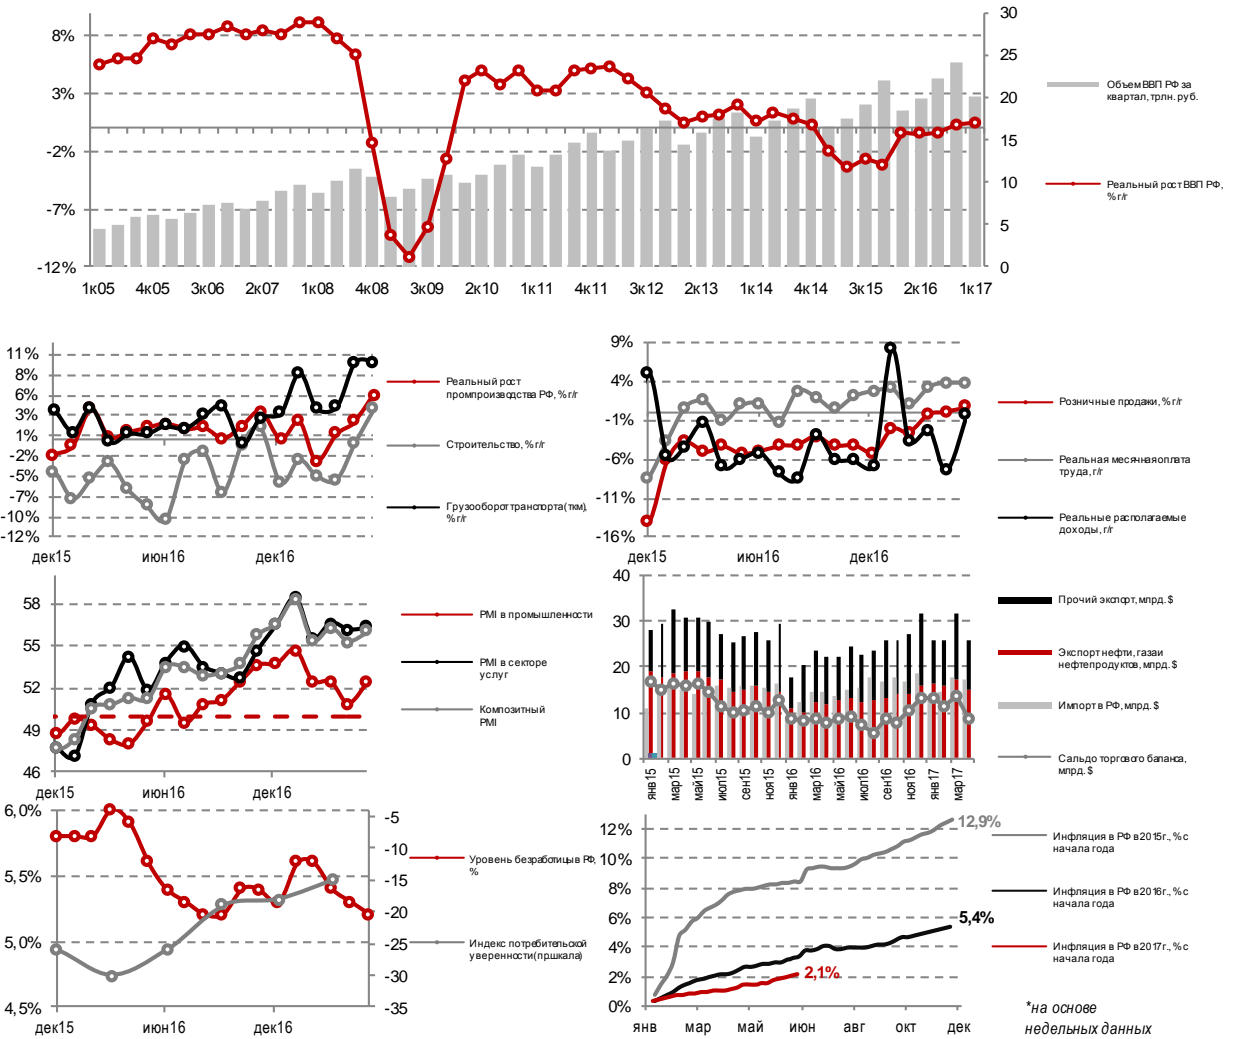 8%
3%
-2%
-7%
-12%
30
25
20
15
10
5
0
1к05
4к05
3к06
2к07
1к08
4к08
3к09
2к10
1к11
4к11
3к12
2к13
1к14
4к14
3к15
2к16
1к17
Объем ВВП РФ за
квартал, трлн. руб.
Реальный рост ВВП РФ,
% г/г
11%
8%
6%
3%
1%
-2%
-5%
-7%
-10%
-12%
дек15
июн16
дек16
Реальный рост
промпроизводства РФ, % г/г
Строительство, % г/г
Грузооборот транспорта (ткм),
% г/г
9%
4%
-1%
-6%
-11%
-16%
дек15
июн16
дек16
Розничные продажи, % г/г
Реальная месячная оплата
труда, г/г
Реальные располагаемые
доходы, г/г
58
55
52
49
46
дек15
июн16
дек16
PMI в промышленности
PMI в секторе
услуг
Композитный
PMI
40
30
20
10
0
янв15
мар15
май15
июл15
сен15
ноя15
янв16
мар16
май16
июл16
сен16
ноя16
янв17
мар17
Прочий экспорт, млрд. $
Экспорт нефти, газа и
нефтепродуктов, млрд. $
Импорт в РФ, млрд. $
Сальдо торгового баланса,
млрд. $
6,0%
5,5%
5,0%
4,5%
-5
-10
-15
-20
-25
-30
-35
дек15
июн16
дек16
Уровень безработицы в РФ,
%
Индекс потребительской
уверенности (пр шкала)
12%
10%
8%
6%
4%
2%
0%
12,9%
5,4%
2,1%
янв
мар
май
июн
авг
окт
дек
Инфляция в РФ в 2015 г., % с
начала года
Инфляция в РФ в 2016 г., % с
начала года
Инфляция в РФ в 2017 г., % с
начала года
*на основе
недельных данных